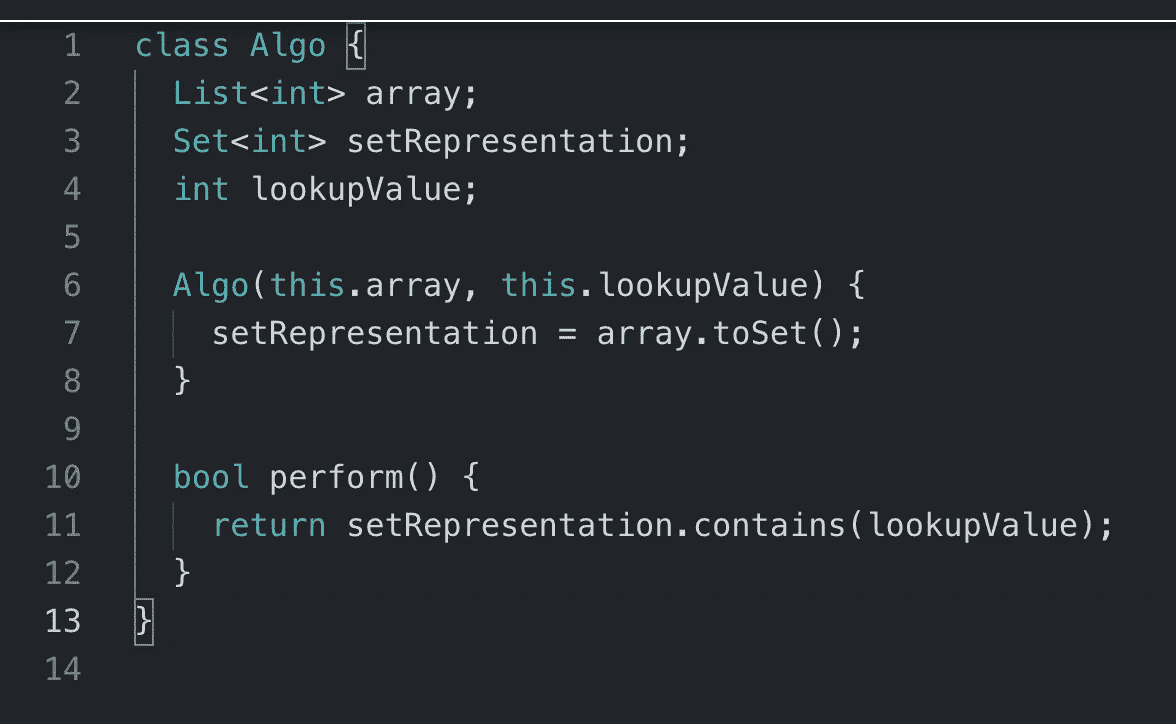 1 class Algo {
2 List<int> array;
3 Set<int> setRepresentation;
4 int lookupValue;
5
6 Algo(this.array, this.lookupValue) {
7 setRepresentation = array.toSet();
8 }
9
10 bool perform() {
11 return setRepresentation.contains(lookupValue);
12 }
13 }
14